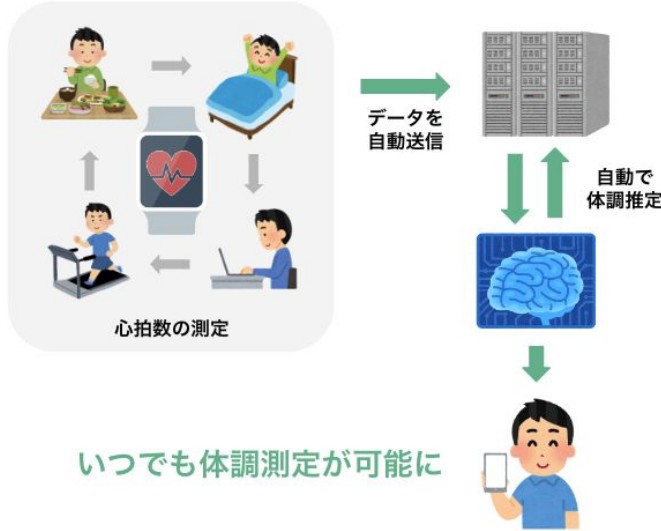 データを
自動送信
自動で
体調推定
心拍数の測定
いつでも体調測定が可能に